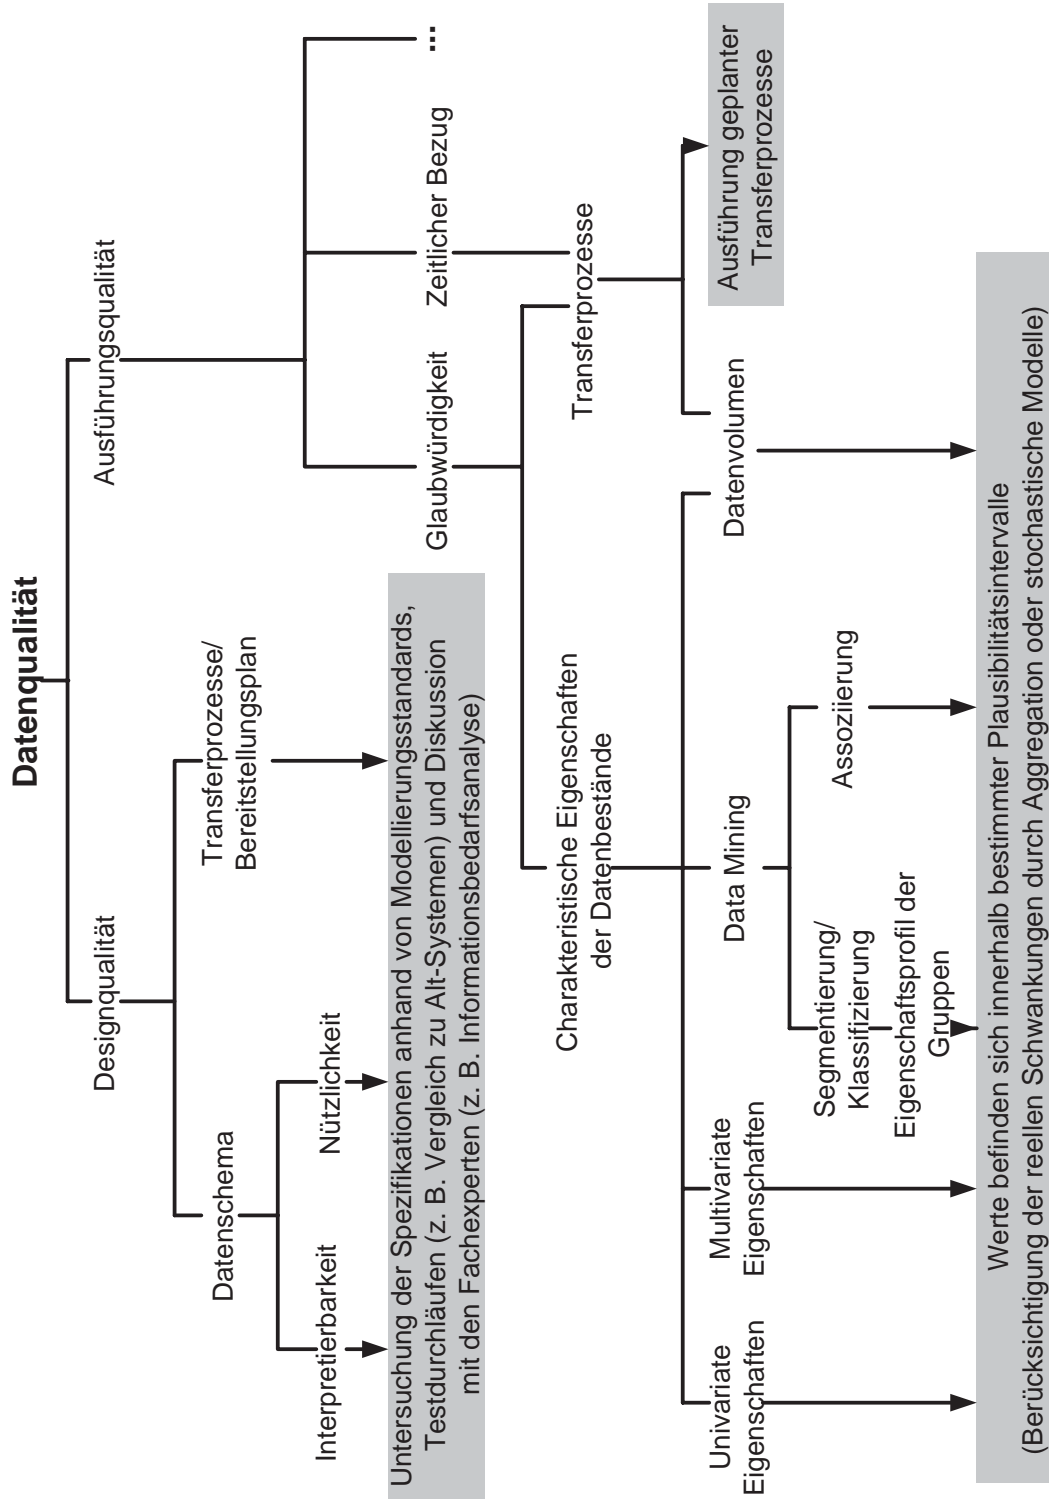 Datenqualität
Designqualität
Ausführungsqualität
Datenschema
Transferprozesse/
Bereitstellungsplan
Interpretierbarkeit
Nützlichkeit
Glaubwürdigkeit
Zeitlicher Bezug
...
Untersuchung der Spezifikationen anhand von Modellierungsstandards,
Testdurchläufen (z. B. Vergleich zu Alt-Systemen) und Diskussion
mit den Fachexperten (z. B. Informationsbedarfsanalyse)
Charakteristische Eigenschaften
der Datenbestände
Transferprozesse
Univariate
Eigenschaften
Multivariate
Eigenschaften
Data Mining
Datenvolumen
Ausführung geplanter
Transferprozesse
Segmentierung/
Klassifizierung
Assoziierung
Eigenschaftsprofil der
Gruppen
Werte befinden sich innerhalb bestimmter Plausibilitätsintervalle
(Berücksichtigung der reellen Schwankungen durch Aggregation oder stochastische Modelle)